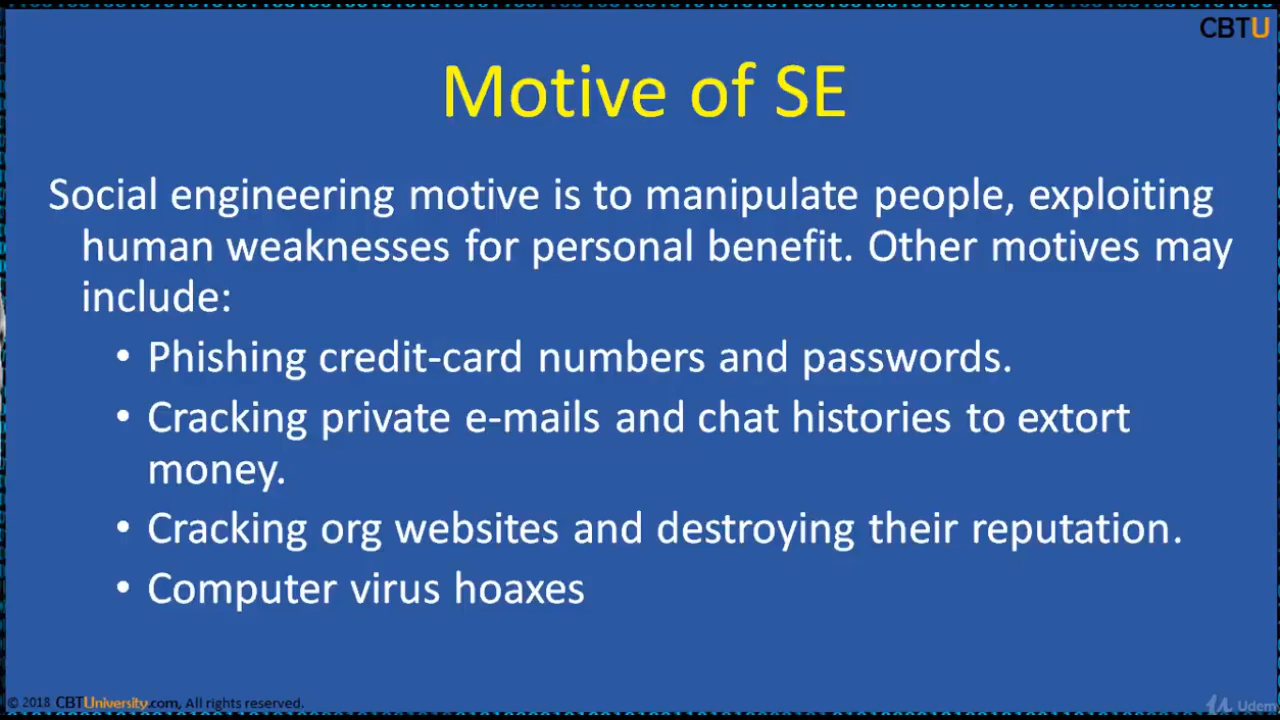 CBTU
Motive of SE
Social engineering motive is to manipulate people, exploiting
human weaknesses for personal benefit. Other motives may
include:
• Phishing credit-card numbers and passwords.
• Cracking private e-mails and chat histories to extort
money.
• Cracking org websites and destroying their reputation.
• Computer virus hoaxes
© 2018 CBTUniversity.com, All rights reserved.